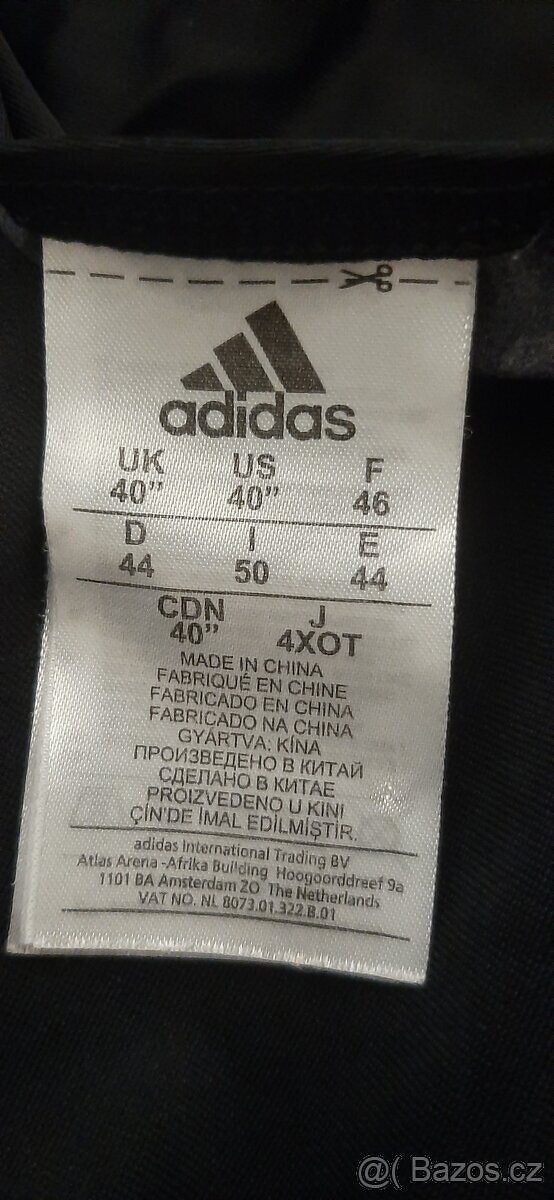 adidas
UK US F
40” 40” 46
D I E
44 50 44
CDN J
40” 4XOT
MADE IN CHINA
FABRIQUÉ EN CHINE
FABRICADO EN CHINA
FABRICADO NA CHINA
GYÁRTVA: KÍNA
ПРОИЗВЕДЕНО В КИТАЙ
СДЕЛАНО В КИТАЕ
PROIZVEDENO U KINI
ÇİN'DE İMAL EDİLMİŞTİR.
adidas International Trading BV
Atlas Arena -Afrika Building Hoogoorddreef 9a
1101 BA Amsterdam ZO The Netherlands
VAT NO. NL 8073.01.322.B.01
@( Bazos.cz